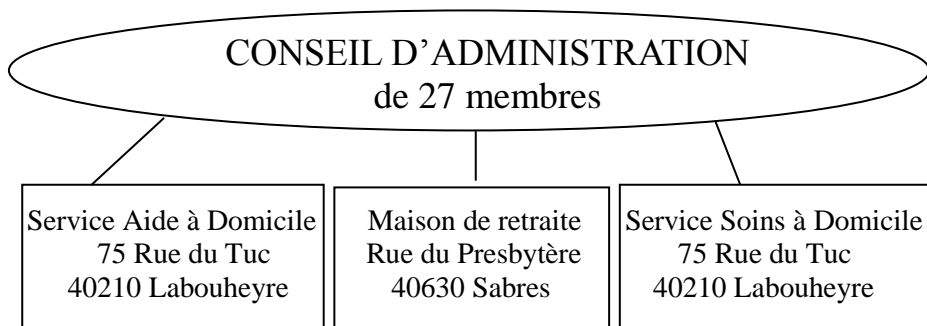 CONSEIL D’ADMINISTRATION
de 27 membres
Service Aide à Domicile
75 Rue du Tuc
40210 Labouheyre
Maison de retraite
Rue du Presbytère
40630 Sabres
Service Soins à Domicile
75 Rue du Tuc
40210 Labouheyre